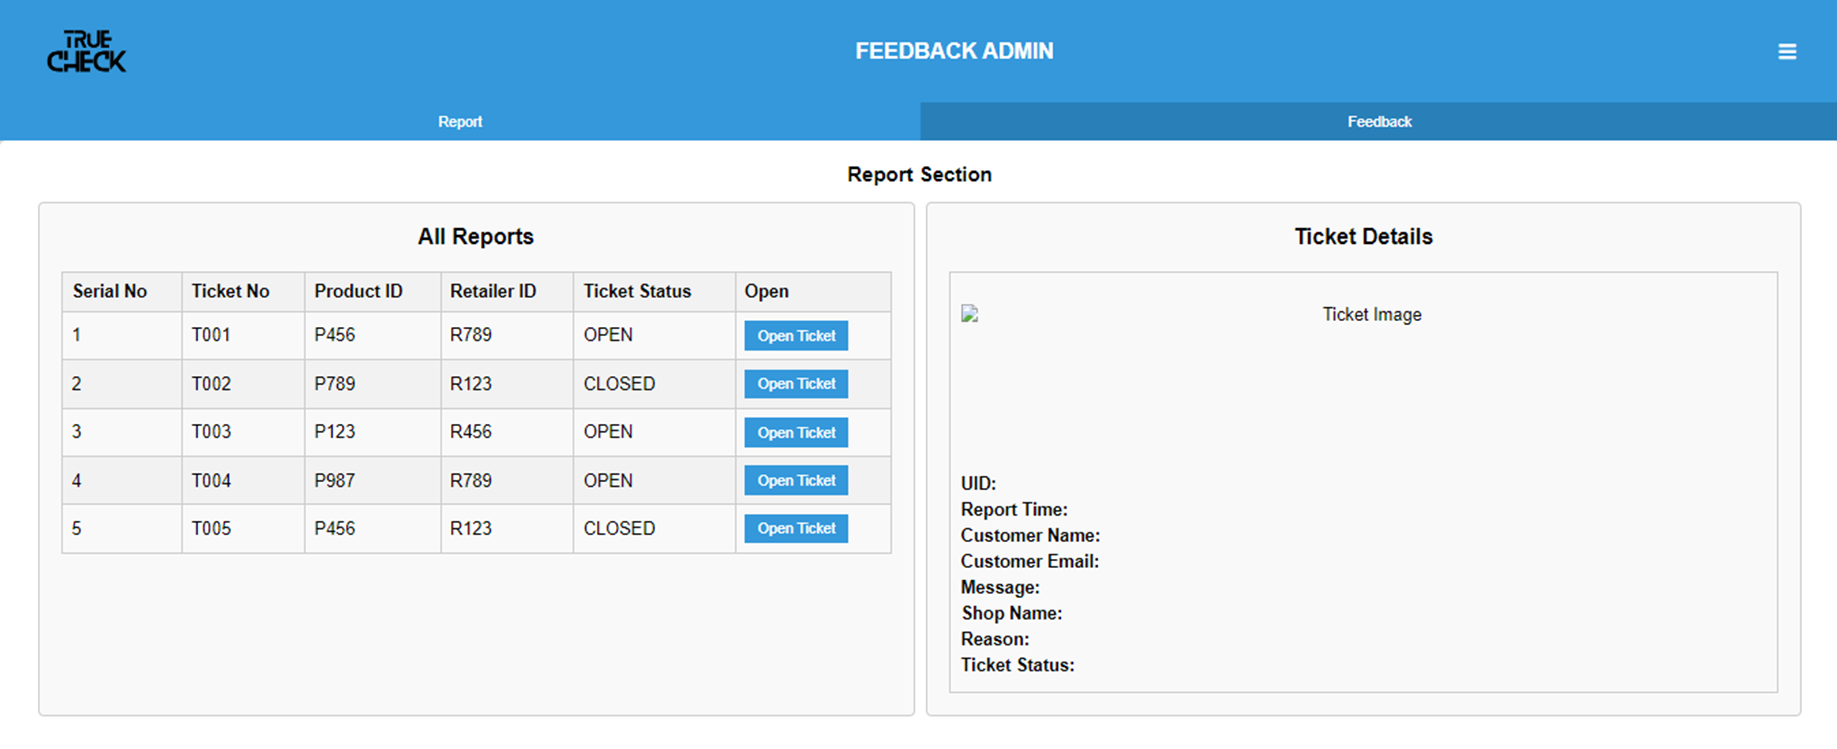 TRUE
CHECK
FEEDBACK ADMIN
Report
Feedback
Report Section
All Reports
Serial No Ticket No Product ID Retailer ID Ticket Status Open
1 T001 P456 R789 OPEN Open Ticket
2 T002 P789 R123 CLOSED Open Ticket
3 T003 P123 R456 OPEN Open Ticket
4 T004 P987 R789 OPEN Open Ticket
5 T005 P456 R123 CLOSED Open Ticket
Ticket Details
Ticket Image
UID:
Report Time:
Customer Name:
Customer Email:
Message:
Shop Name:
Reason:
Ticket Status: